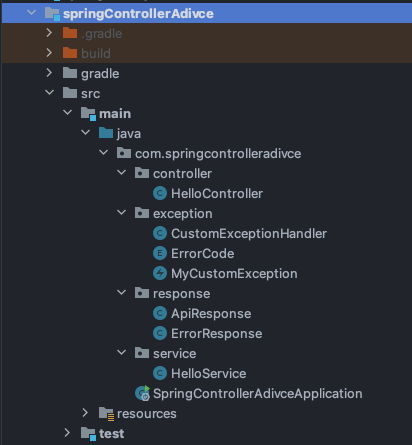 springControllerAdivce
.gradle
build
gradle
src
main
java
com.springcontrolleradivce
controller
HelloController
exception
CustomExceptionHandler
ErrorCode
MyCustomException
response
ApiResponse
ErrorResponse
service
HelloService
SpringControllerAdivceApplication
resources
test